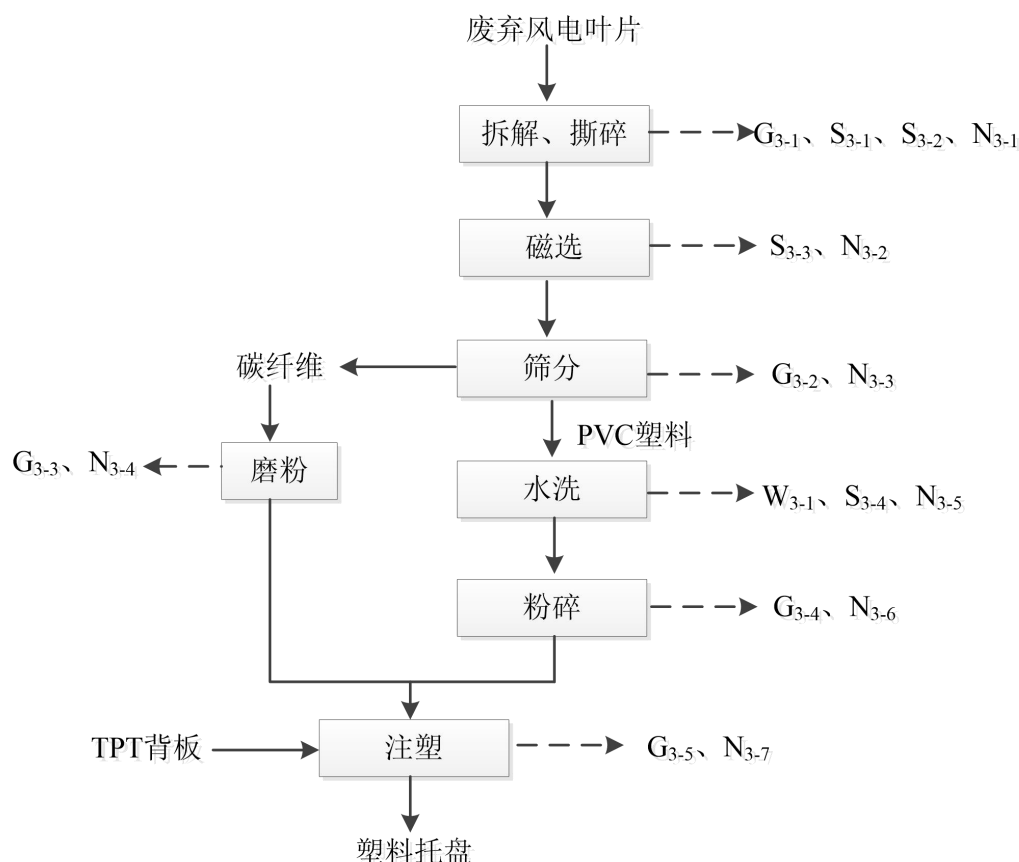 废弃风电叶片
拆解、撕碎
G3-1、S3-1、S3-2、N3-1
磁选
S3-3、N3-2
碳纤维
筛分
G3-2、N3-3
PVC塑料
G3-3、N3-4
磨粉
水洗
W3-1、S3-4、N3-5
粉碎
G3-4、N3-6
TPT背板
注塑
G3-5、N3-7
塑料托盘